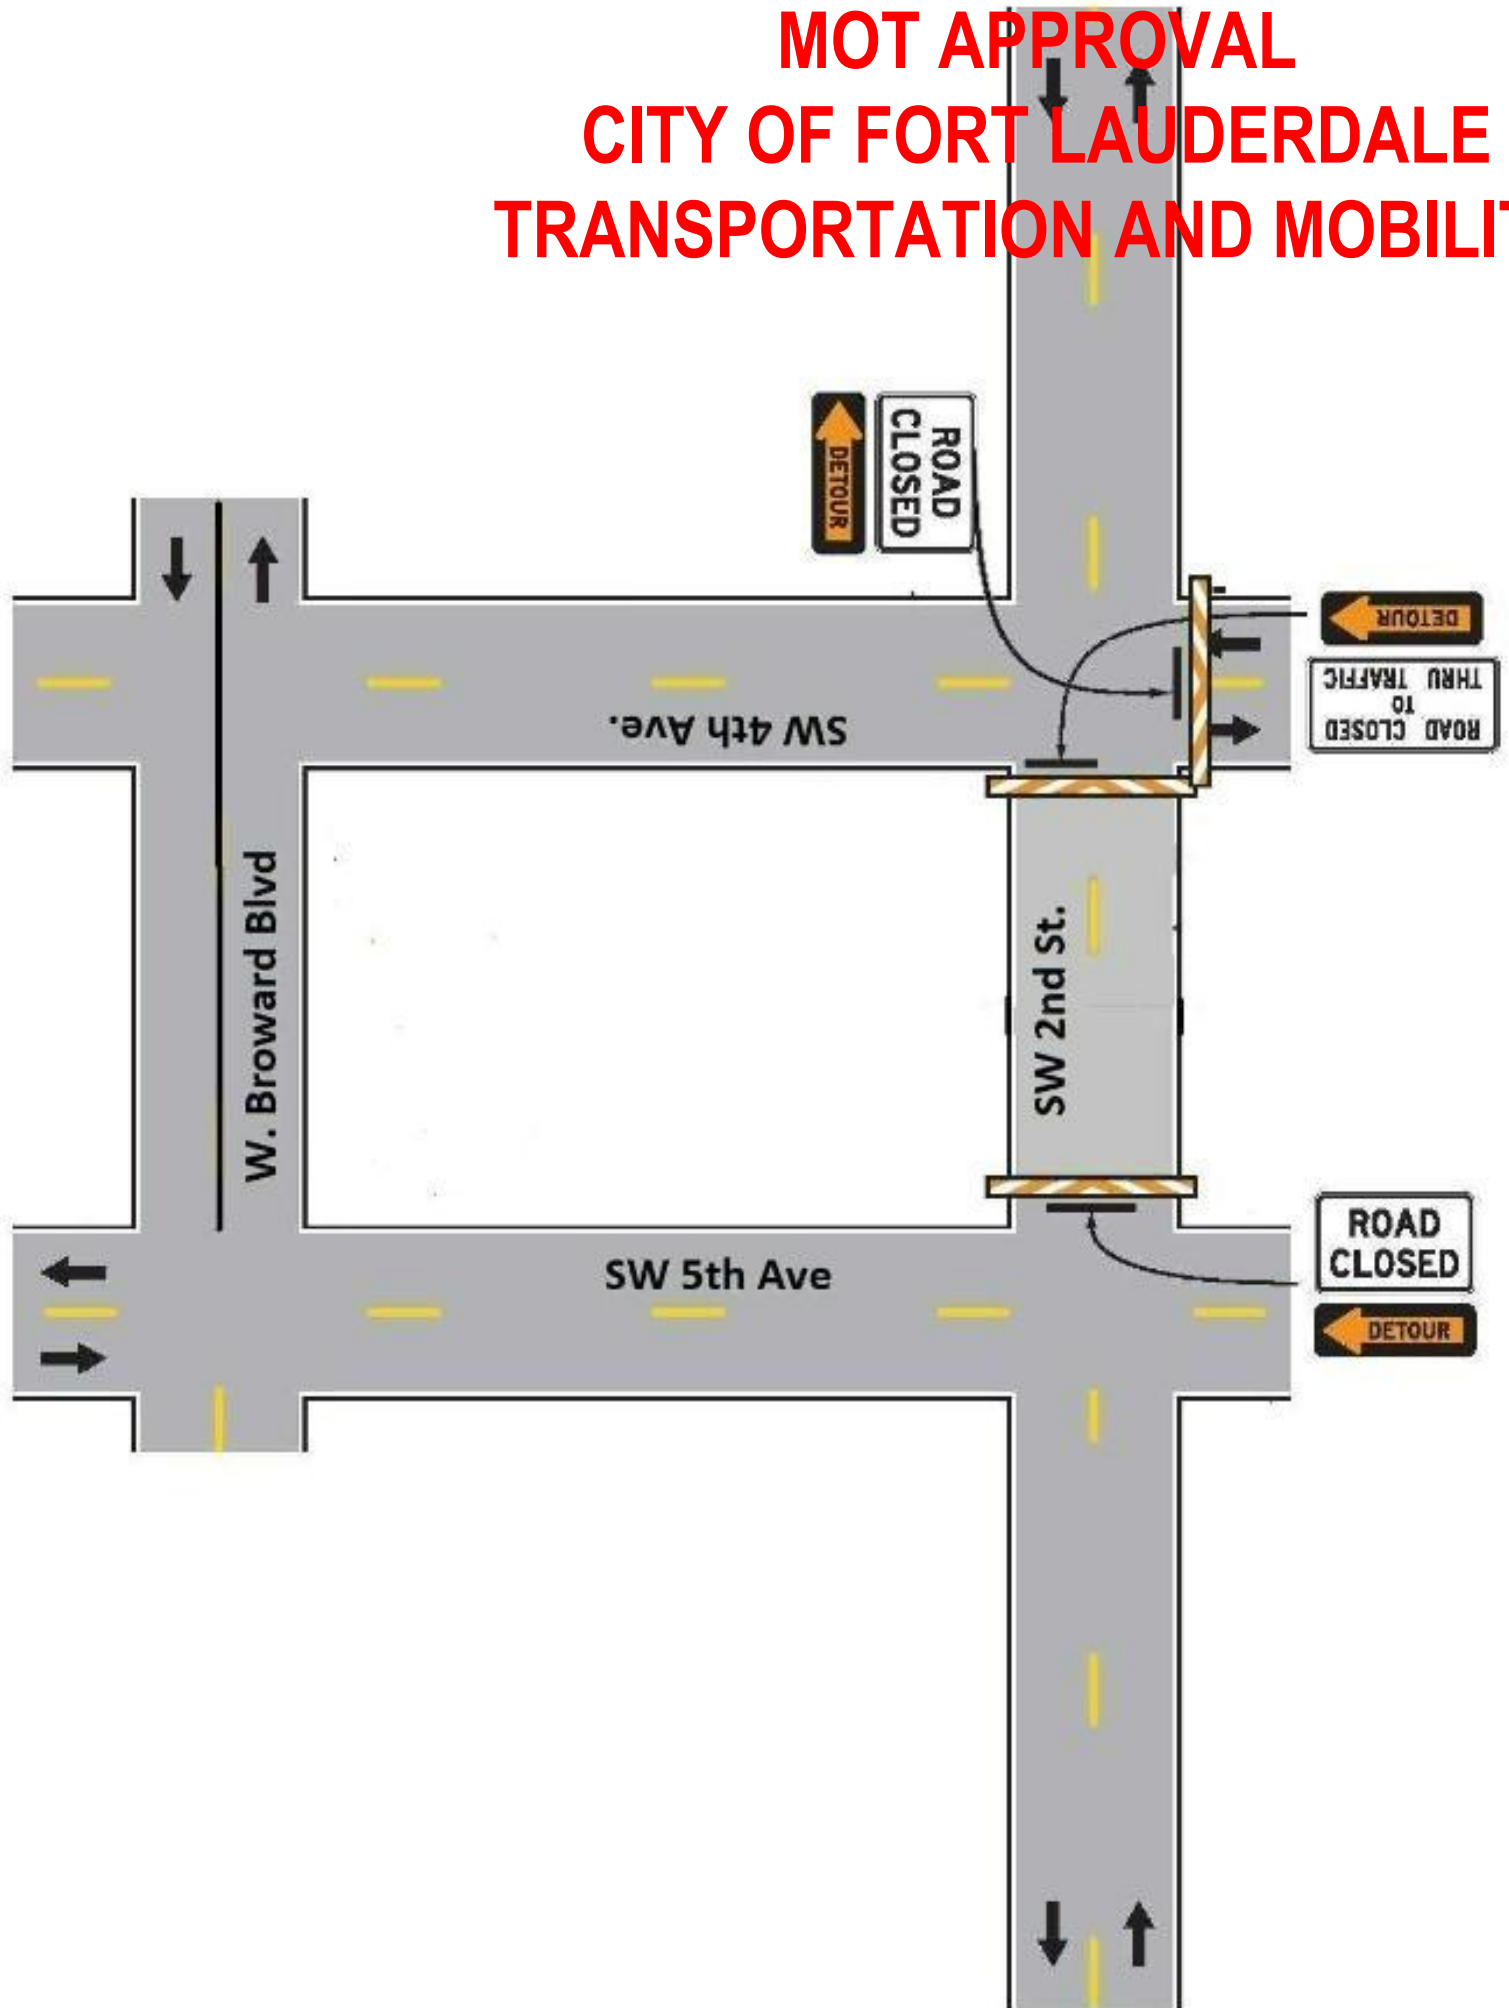 MOT APPROVAL
CITY OF FORT LAUDERDALE
TRANSPORTATION AND MOBILIT
ROAD
CLOSED
DETOUR
DETOUR
ROAD CLOSED
TO
THRU TRAFFIC
SW 4th Ave.
W. Broward Blvd
SW 2nd St.
SW 5th Ave
ROAD
CLOSED
DETOUR